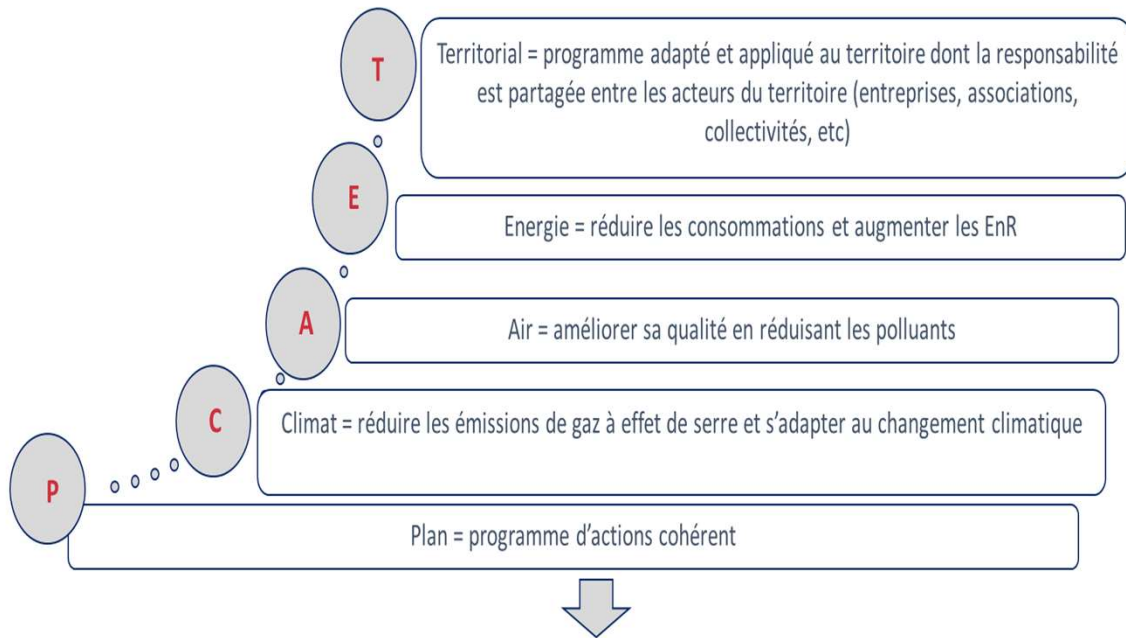 T
Territorial = programme adapté et appliqué au territoire dont la responsabilité
est partagée entre les acteurs du territoire (entreprises, associations,
collectivités, etc)
E
Energie = réduire les consommations et augmenter les EnR
A
Air = améliorer sa qualité en réduisant les polluants
C
Climat = réduire les émissions de gaz à effet de serre et s’adapter au changement climatique
P
Plan = programme d’actions cohérent